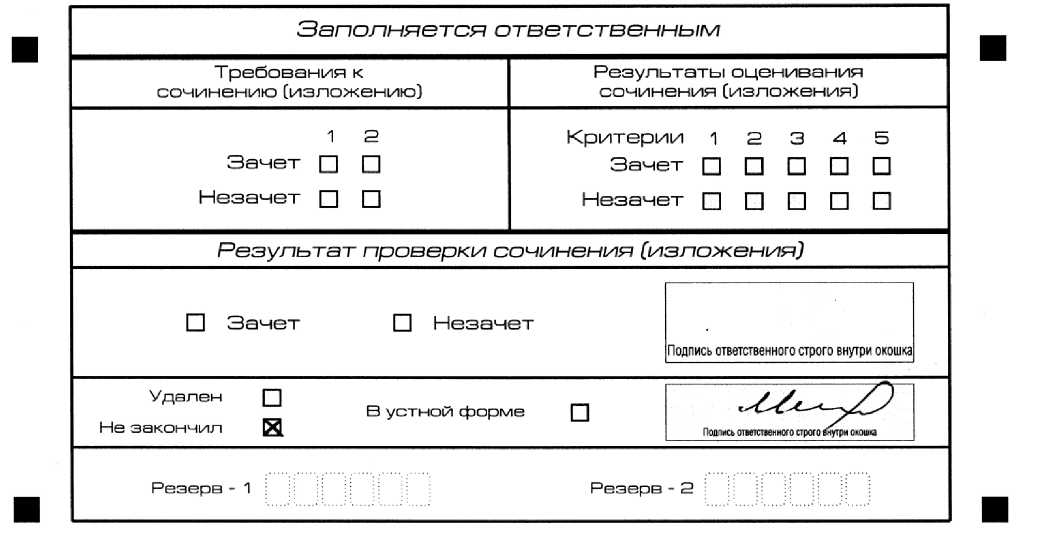 Заполняется ответственным
Требования к
сочинению (изложению)
Результаты оценивания
сочинения (изложения)
1 2
Зачет
Незачет
Критерии 1 2 3 4 5
Зачет
Незачет
Результат проверки сочинения (изложения)
Зачет
Незачет
Подпись ответственного строго внутри окошка
Удален
Не закончил
В устной форме
Подпись ответственного строго внутри окошка
Резерв - 1
Резерв - 2